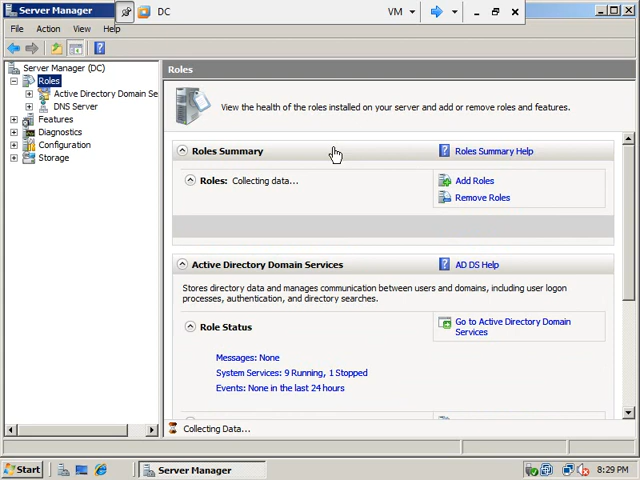 Server Manager
DC
VM
File Action View Help
Server Manager (DC)
Roles
Active Directory Domain Se
DNS Server
Features
Diagnostics
Configuration
Storage
Roles
View the health of the roles installed on your server and add or remove roles and features.
Roles Summary
Roles Summary Help
Roles: Collecting data...
Add Roles
Remove Roles
Active Directory Domain Services
AD DS Help
Stores directory data and manages communication between users and domains, including user logon
processes, authentication, and directory searches.
Role Status
Go to Active Directory Domain
Services
Messages: None
System Services: 9 Running, 1 Stopped
Events: None in the last 24 hours
Collecting Data...
Start
Server Manager
8:29 PM